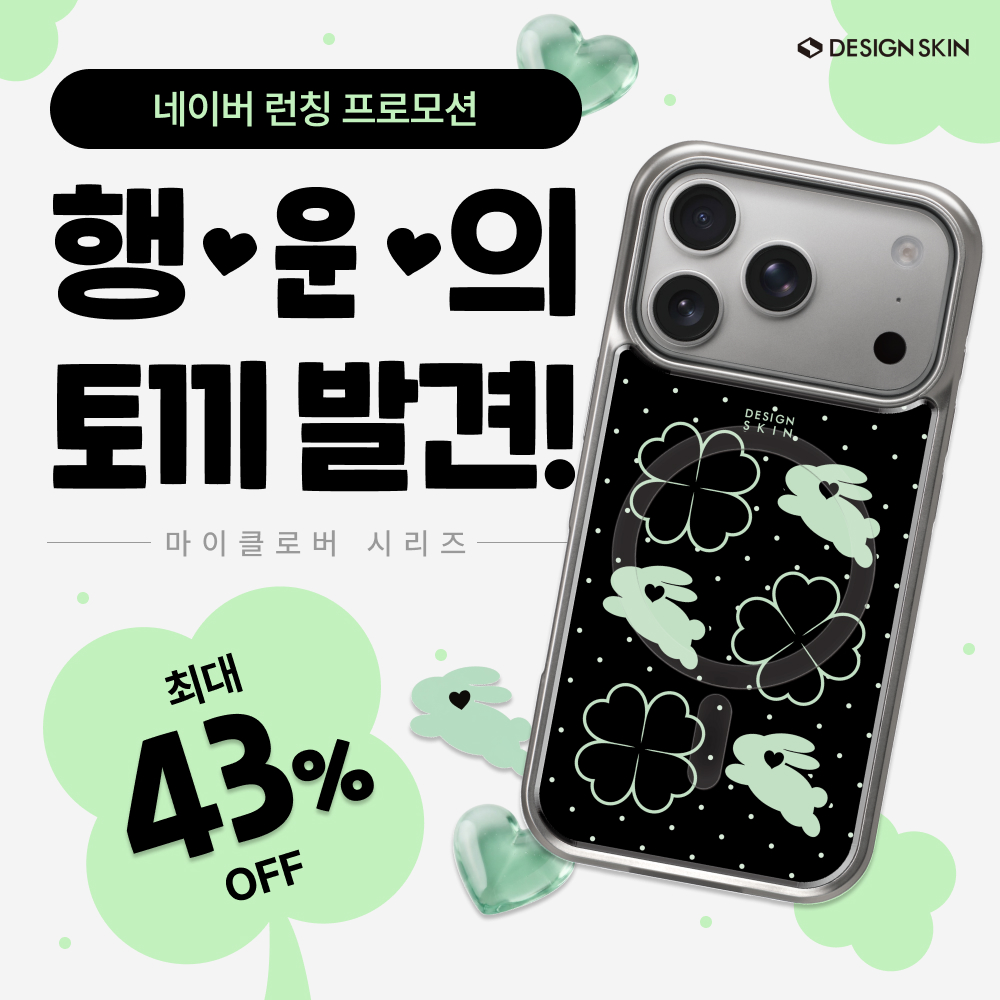 DESIGN SKIN
네이버 런칭 프로모션
행♥운♥의
토끼 발견!
마이클로버 시리즈
최대
43%
OFF
DESIGN
SKIN